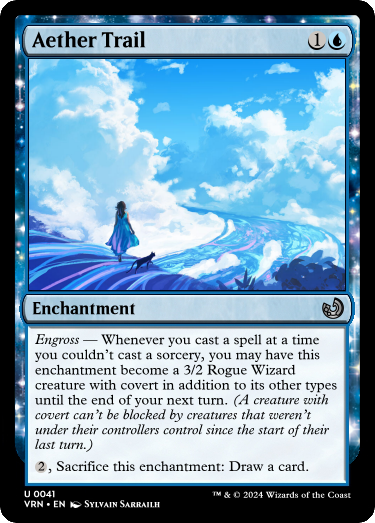 Aether Trail 1
Enchantment
Engross — Whenever you cast a spell at a time
you couldn't cast a sorcery, you may have this
enchantment become a 3/2 Rogue Wizard
creature with covert in addition to its other types
until the end of your next turn. (A creature with
covert can't be blocked by creatures that weren't
under their controllers control since the start of their
last turn.)
2, Sacrifice this enchantment: Draw a card.
U 0041
VRN • EN Sylvain Sarrailh ™ & © 2024 Wizards of the Coast